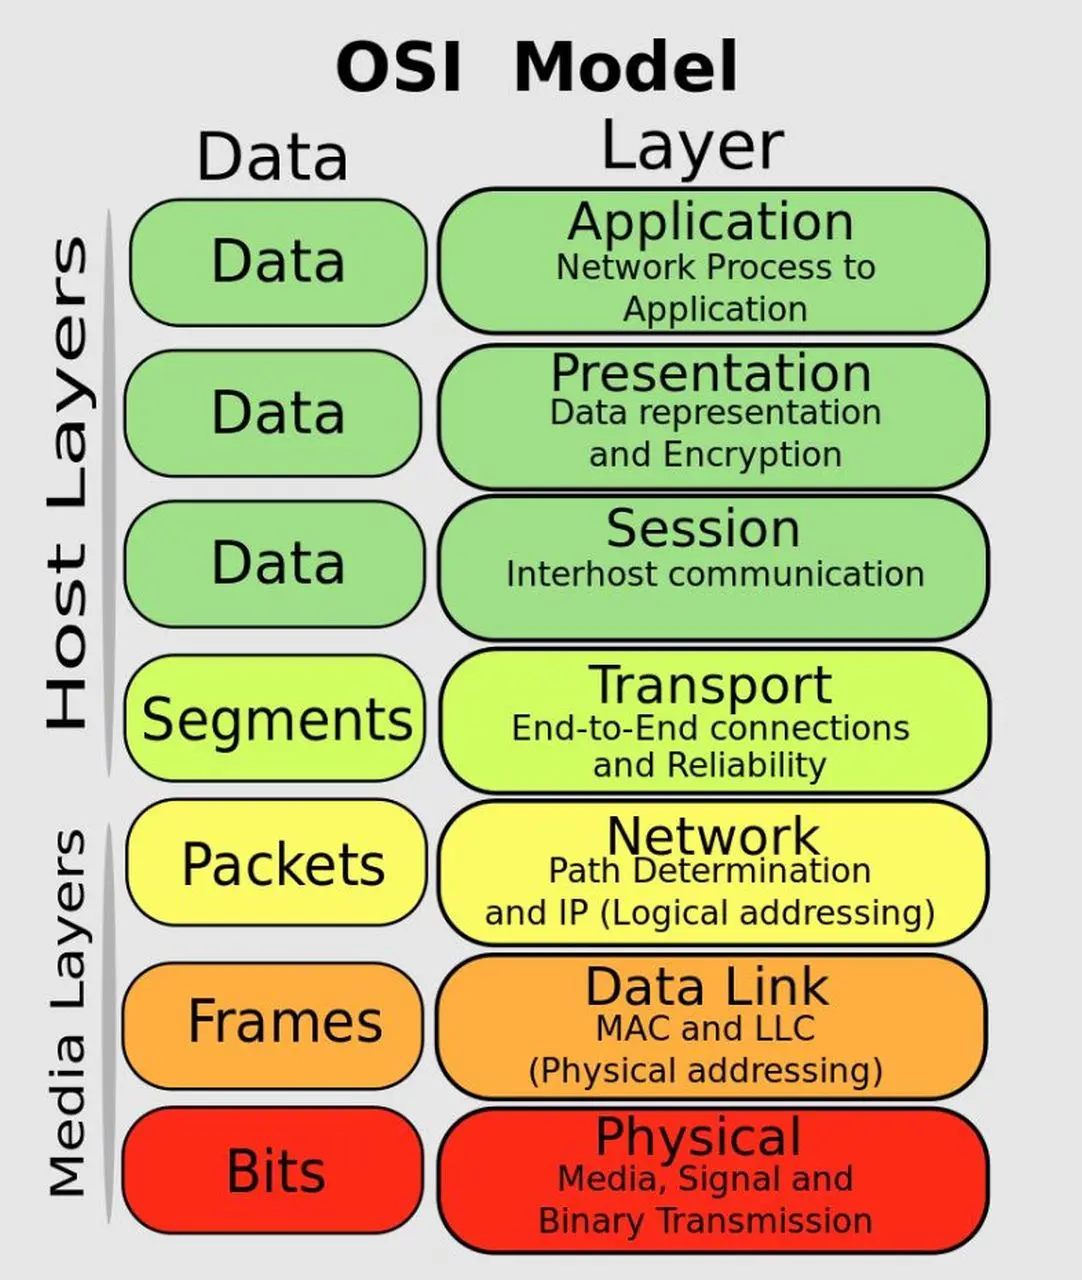 OSI Model
Data
Layer
Host Layers
Data
Application
Network Process to
Application
Data
Presentation
Data representation
and Encryption
Data
Session
Interhost communication
Segments
Transport
End-to-End connections
and Reliability
Media Layers
Packets
Network
Path Determination
and IP (Logical addressing)
Frames
Data Link
MAC and LLC
(Physical addressing)
Bits
Physical
Media, Signal and
Binary Transmission